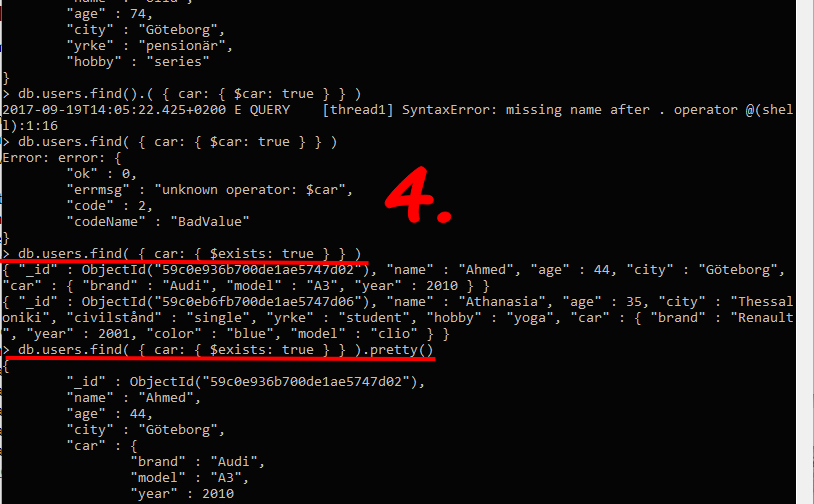 "age" : 74,
"city" : "Göteborg",
"yrke" : "pensionär",
"hobby" : "series"
}
> db.users.find().( { car: { $car: true } } )
2017-09-19T14:05:22.425+0200 E QUERY    [thread1] SyntaxError: missing name after . operator @(she
ll):1:16
> db.users.find( { car: { $car: true } } )
Error: error: {
"ok" : 0,
"errmsg" : "unknown operator: $car",
"code" : 2,
"codeName" : "BadValue"
}
4.
> db.users.find( { car: { $exists: true } } )
{ "_id" : ObjectId("59c0e936b700de1ae5747d02"), "name" : "Ahmed", "age" : 44, "city" : "Göteborg",
"car" : { "brand" : "Audi", "model" : "A3", "year" : 2010 } }
{ "_id" : ObjectId("59c0eb6fb700de1ae5747d06"), "name" : "Athanasia", "age" : 35, "city" : "Thessal
oniki", "civilstånd" : "single", "yrke" : "student", "hobby" : "yoga", "car" : { "brand" : "Renault"
, "year" : 2001, "color" : "blue", "model" : "clio" } }
> db.users.find( { car: { $exists: true } } ).pretty()
{
"_id" : ObjectId("59c0e936b700de1ae5747d02"),
"name" : "Ahmed",
"age" : 44,
"city" : "Göteborg",
"car" : {
"brand" : "Audi",
"model" : "A3",
"year" : 2010